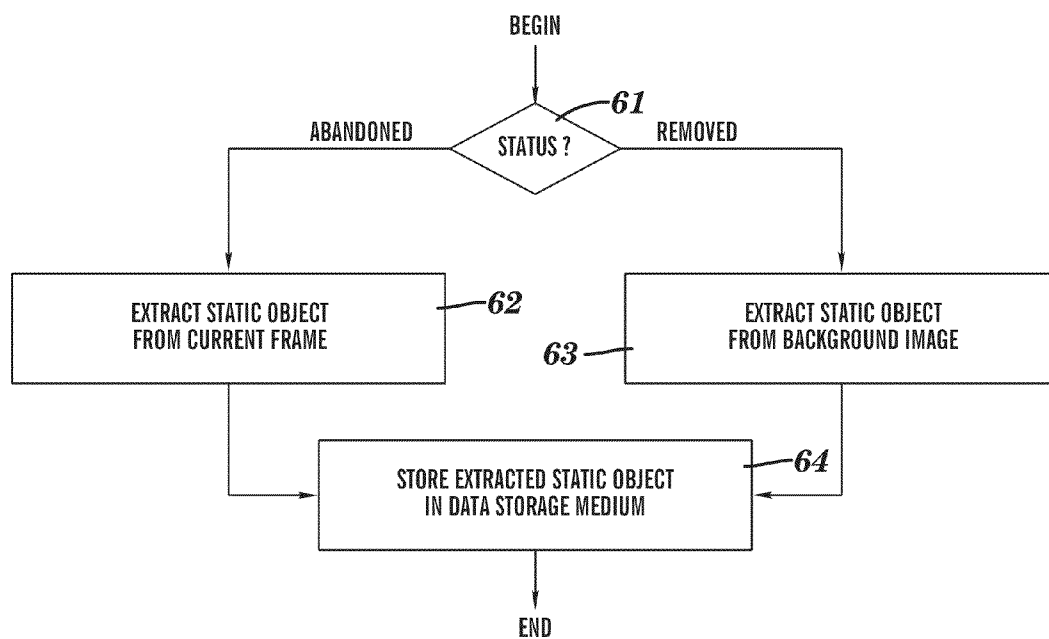 BEGIN
61
ABANDONED
STATUS ?
REMOVED
EXTRACT STATIC OBJECT
FROM CURRENT FRAME
62
EXTRACT STATIC OBJECT
FROM BACKGROUND IMAGE
63
STORE EXTRACTED STATIC OBJECT
IN DATA STORAGE MEDIUM
64
END